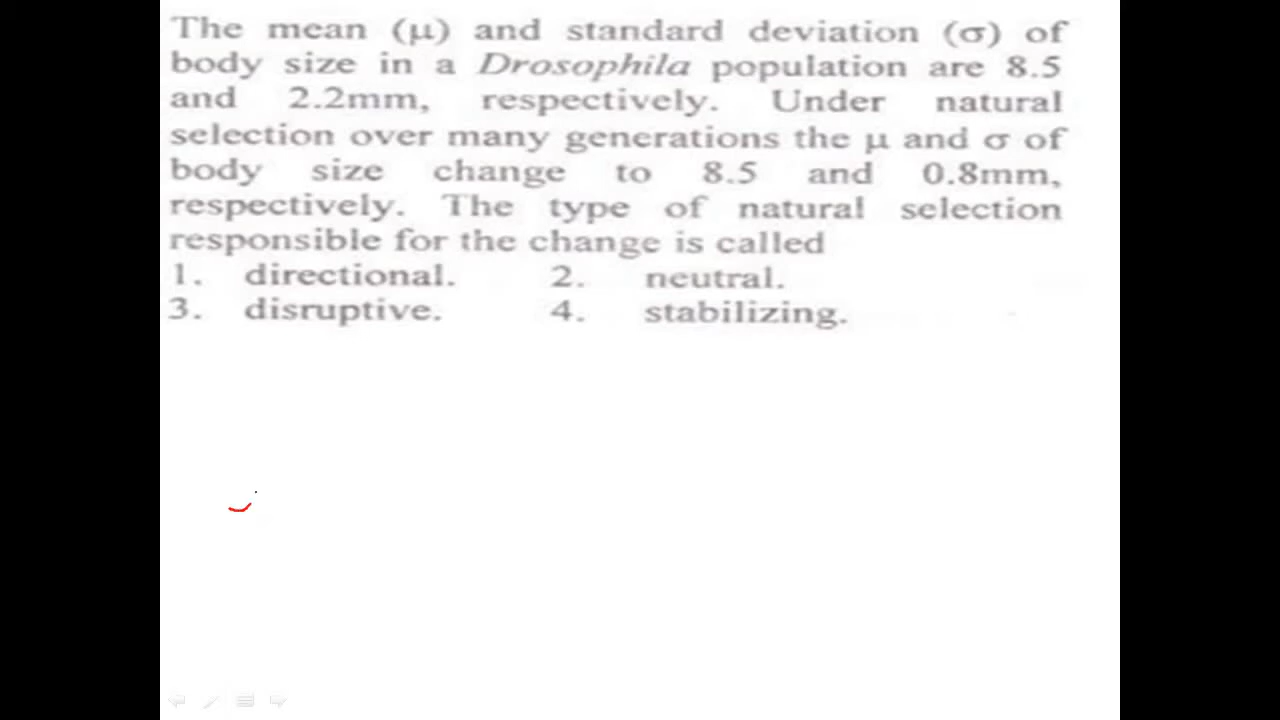 The mean (μ) and standard deviation (σ) of
body size in a Drosophila population are 8.5
and 2.2mm, respectively. Under natural
selection over many generations the μ and σ of
body size change to 8.5 and 0.8mm,
respectively. The type of natural selection
responsible for the change is called
1. directional. 2. neutral.
3. disruptive. 4. stabilizing.